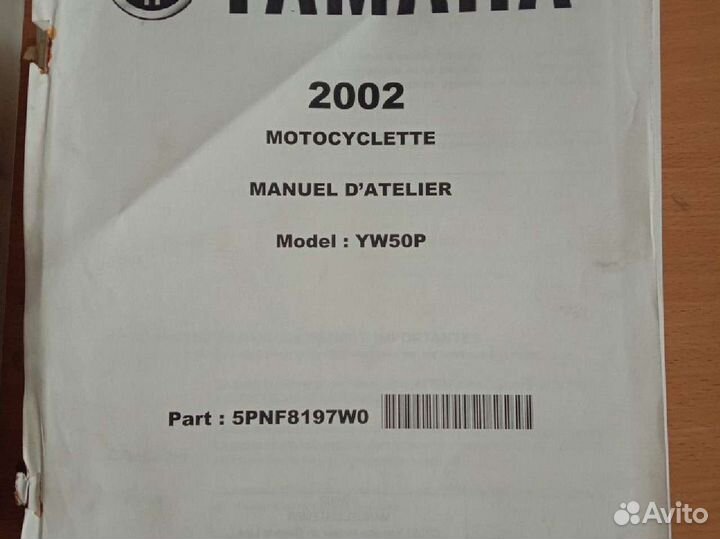 YAMAHA
2002
MOTOCYCLETTE
MANUEL D'ATELIER
Model : YW50P
Part : 5PNF8197W0
Avito